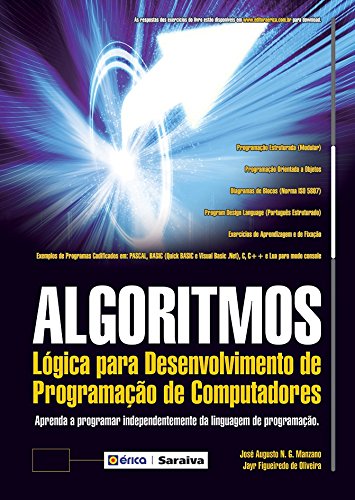 As respostas dos exercícios do livro estão disponíveis em www.editoraerica.com.br para download.
Programação Estruturada (Modular)
Programação Orientada a Objetos
Diagramas de Blocos (Norma ISO 5807)
Program Design Language (Português Estruturado)
Exercícios de Aprendizagem e de Fixação
Exemplos de Programas Codificados em: PASCAL, BASIC (Quick BASIC e Visual Basic .Net), C, C++ e Lua para modo console
ALGORITMOS
Lógica para Desenvolvimento de
Programação de Computadores
Aprenda a programar independentemente da linguagem de programação.
José Augusto N. G. Manzano
Jayr Figueiredo de Oliveira
érica | Saraiva